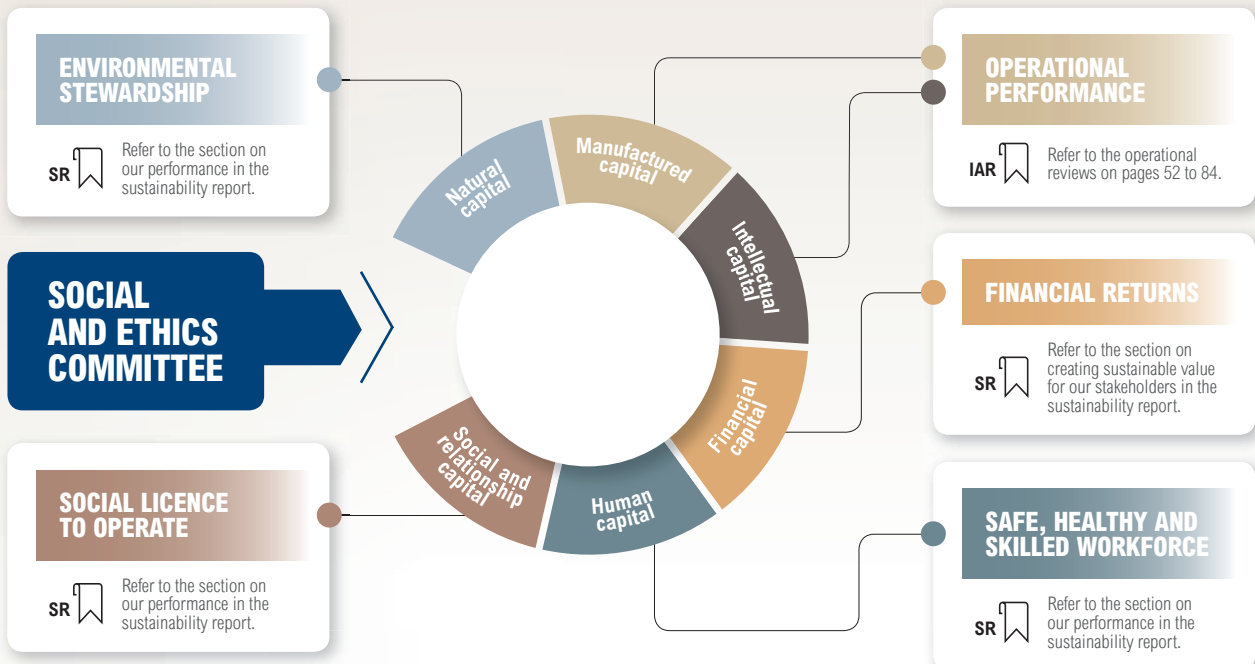 ENVIRONMENTAL
STEWARDSHIP
SR
Refer to the section on
our performance in the
sustainability report.
SOCIAL
AND ETHICS
COMMITTEE
SOCIAL LICENCE
TO OPERATE
SR
Refer to the section on
our performance in the
sustainability report.
Natural
capital
Manufactured
capital
Intellectual
capital
Financial
capital
Human
capital
Social and
relationship
capital
OPERATIONAL
PERFORMANCE
IAR
Refer to the operational
reviews on pages 52 to 84.
FINANCIAL RETURNS
SR
Refer to the section on
creating sustainable value
for our stakeholders in the
sustainability report.
SAFE, HEALTHY AND
SKILLED WORKFORCE
SR
Refer to the section on
our performance in the
sustainability report.